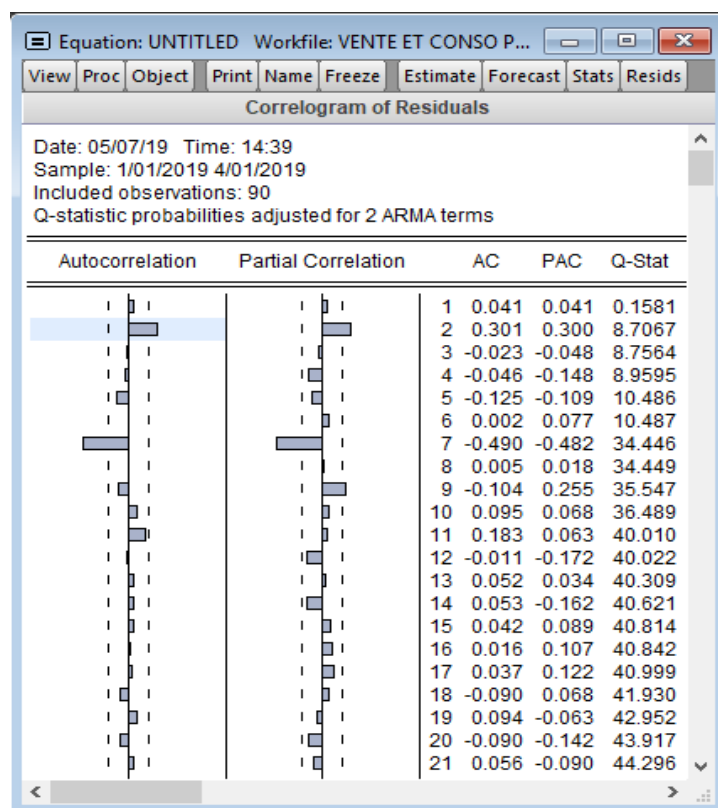 Equation: UNTITLED Workfile: VENTE ET CONSO P...
View Proc Object Print Name Freeze Estimate Forecast Stats Resids
Correlogram of Residuals
Date: 05/07/19 Time: 14:39
Sample: 1/01/2019 4/01/2019
Included observations: 90
Q-statistic probabilities adjusted for 2 ARMA terms
Autocorrelation Partial Correlation AC PAC Q-Stat
1 0.041 0.041 0.1581
2 0.301 0.300 8.7067
3 -0.023 -0.048 8.7564
4 -0.046 -0.148 8.9595
5 -0.125 -0.109 10.486
6 0.002 0.077 10.487
7 -0.490 -0.482 34.446
8 0.005 0.018 34.449
9 -0.104 0.255 35.547
10 0.095 0.068 36.489
11 0.183 0.063 40.010
12 -0.011 -0.172 40.022
13 0.052 0.034 40.309
14 0.053 -0.162 40.621
15 0.042 0.089 40.814
16 0.016 0.107 40.842
17 0.037 0.122 40.999
18 -0.090 0.068 41.930
19 0.094 -0.063 42.952
20 -0.090 -0.142 43.917
21 0.056 -0.090 44.296